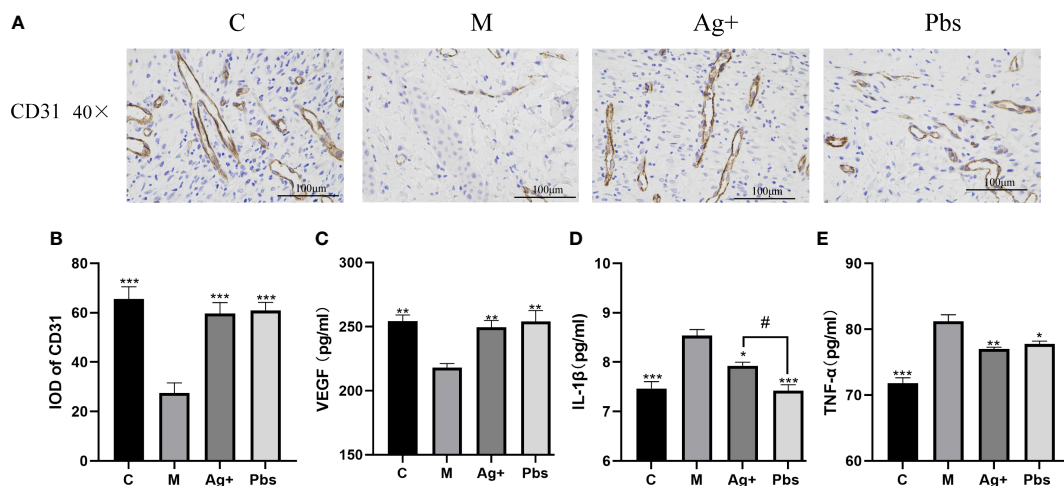 A
C
M
Ag+
Pbs
CD31 40×
100μm
100μm
100μm
100μm
B
IOD of CD31
80
60
40
20
0
***
***
***
C
M
Ag+
Pbs
C
VEGF (pg/ml)
300
250
200
150
**
**
**
C
M
Ag+
Pbs
D
IL-1β (pg/ml)
10
9
8
7
6
***
*
#
***
C
M
Ag+
Pbs
E
TNF-α (pg/ml)
90
80
70
60
***
**
*
C
M
Ag+
Pbs